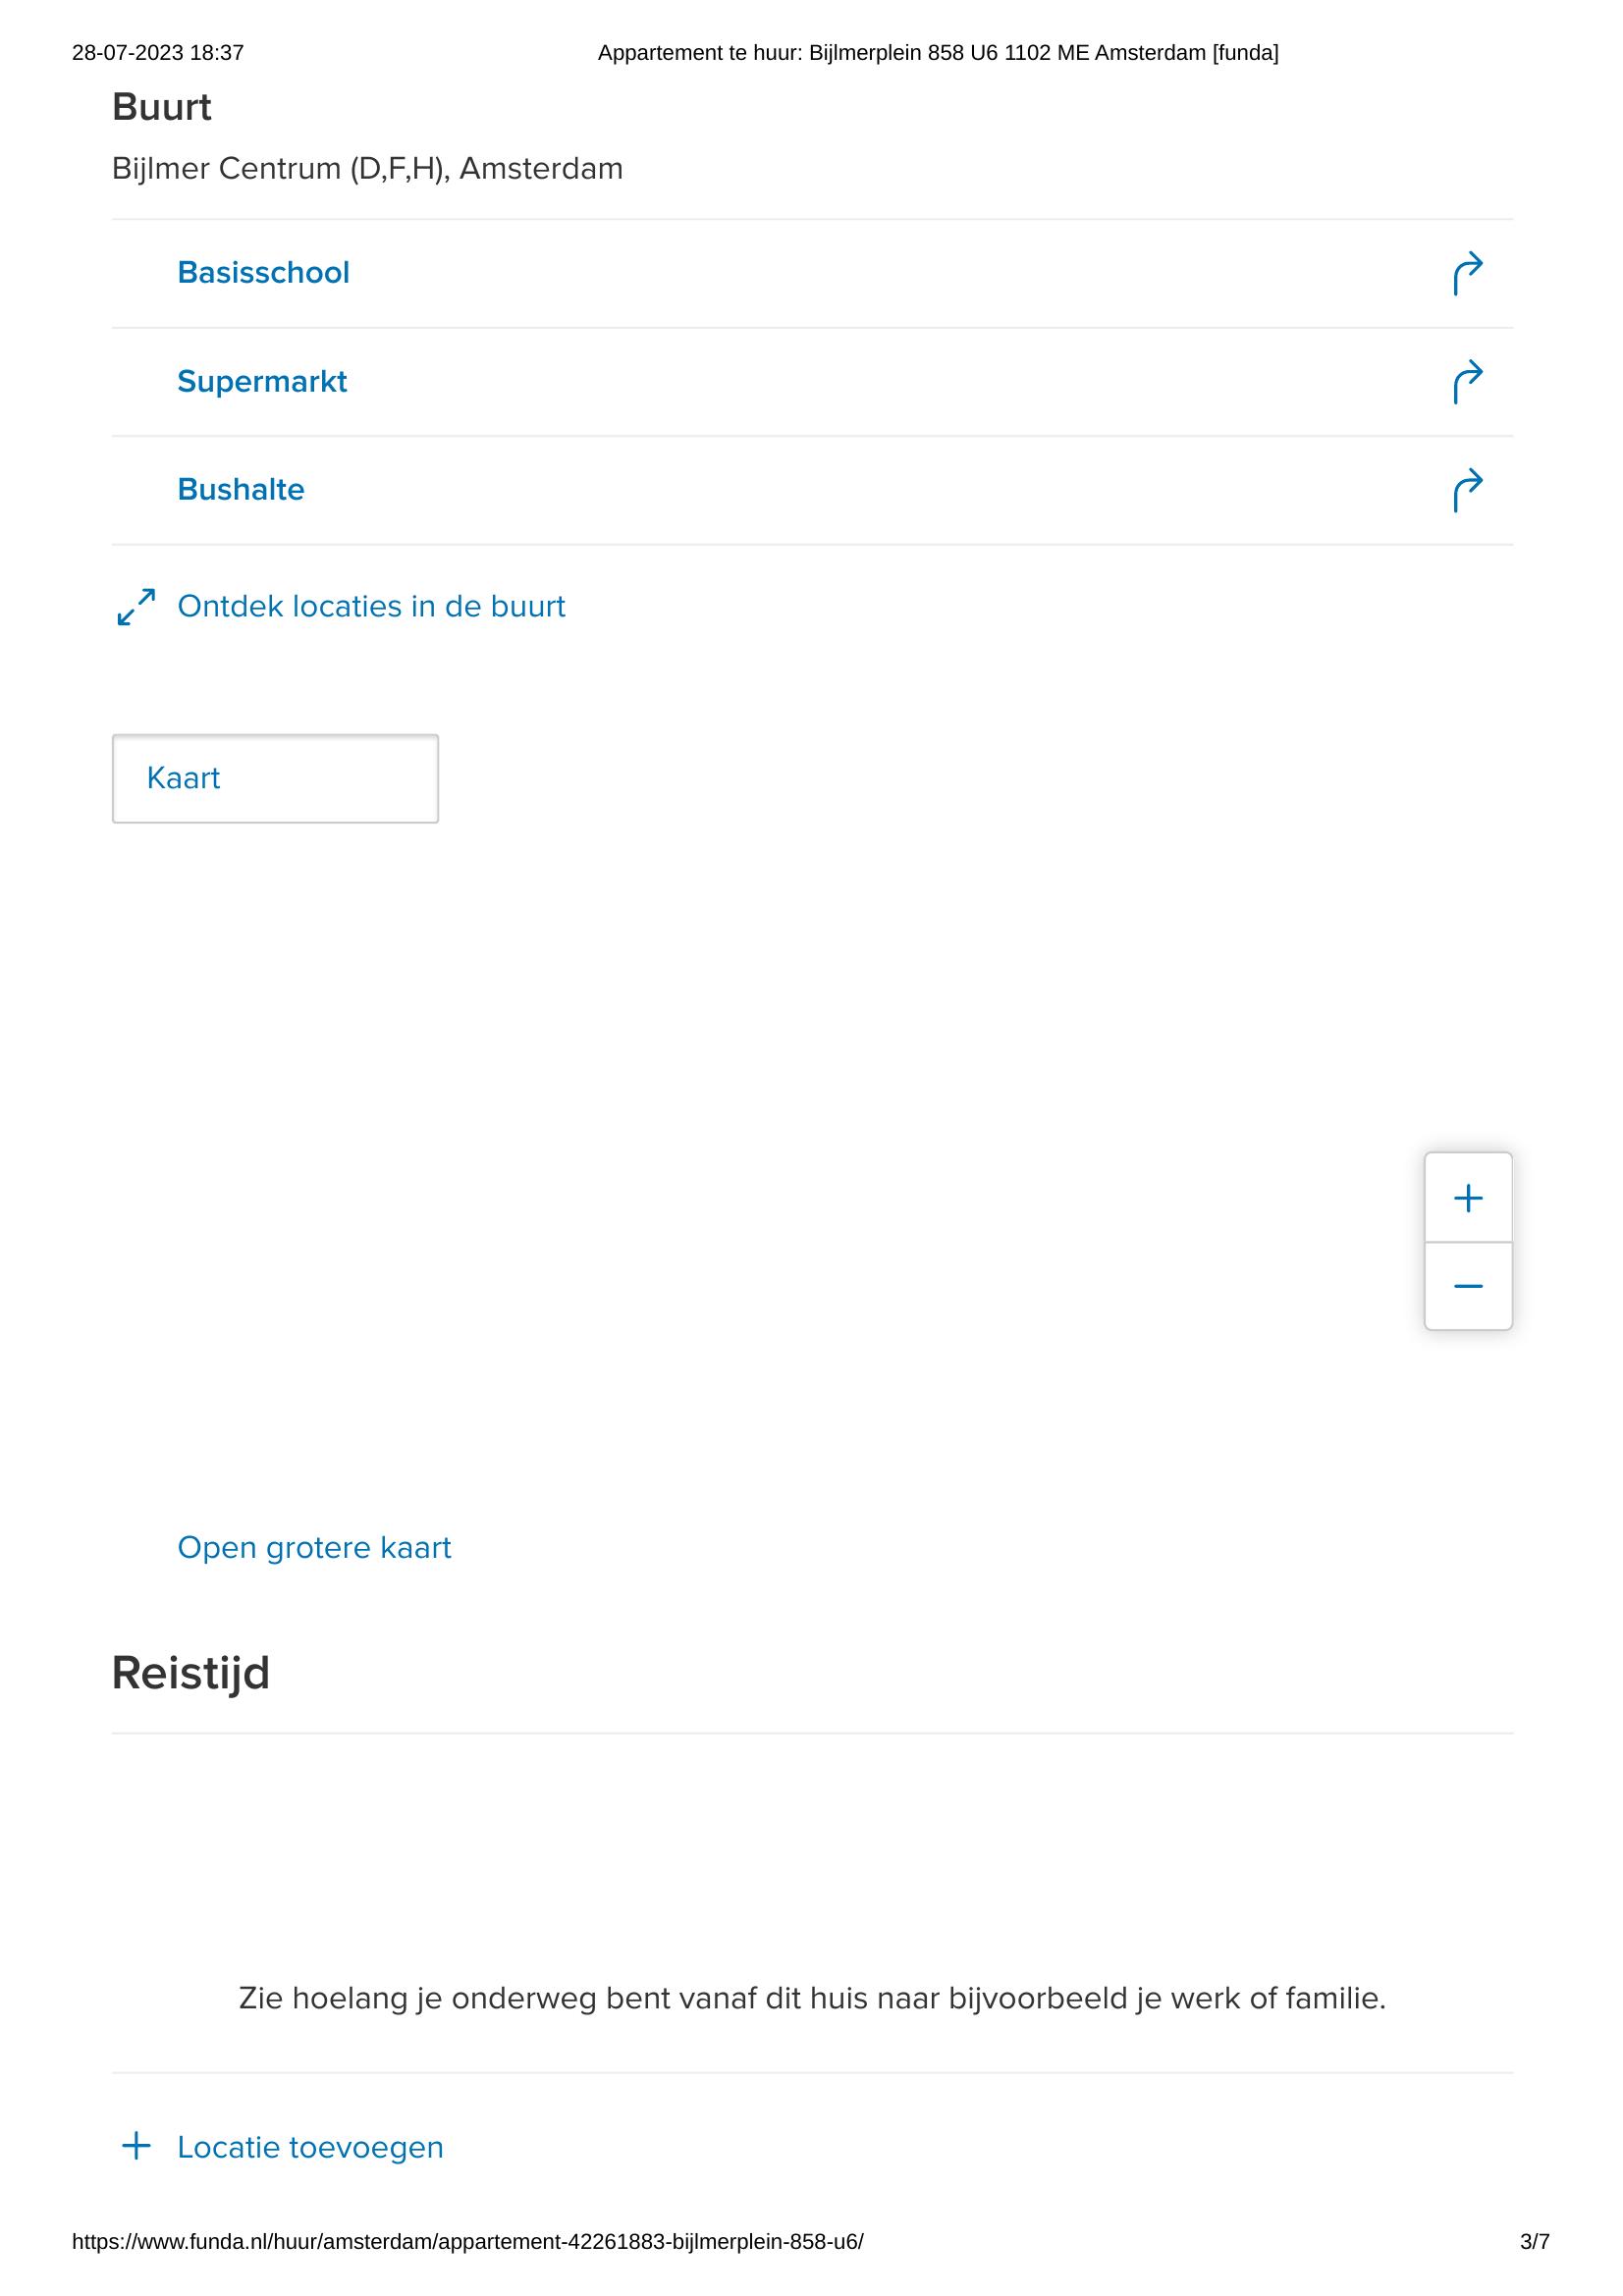 28-07-2023 18:37
Appartement te huur: Bijlmerplein 858 U6 1102 ME Amsterdam [funda]
Buurt
Bijlmer Centrum (D,F,H), Amsterdam
Basisschool
Supermarkt
Bushalte
Ontdek locaties in de buurt
Kaart
+
−
Open grotere kaart
Reistijd
Zie hoelang je onderweg bent vanaf dit huis naar bijvoorbeeld je werk of familie.
+ Locatie toevoegen
https://www.funda.nl/huur/amsterdam/appartement-42261883-bijlmerplein-858-u6/
3/7